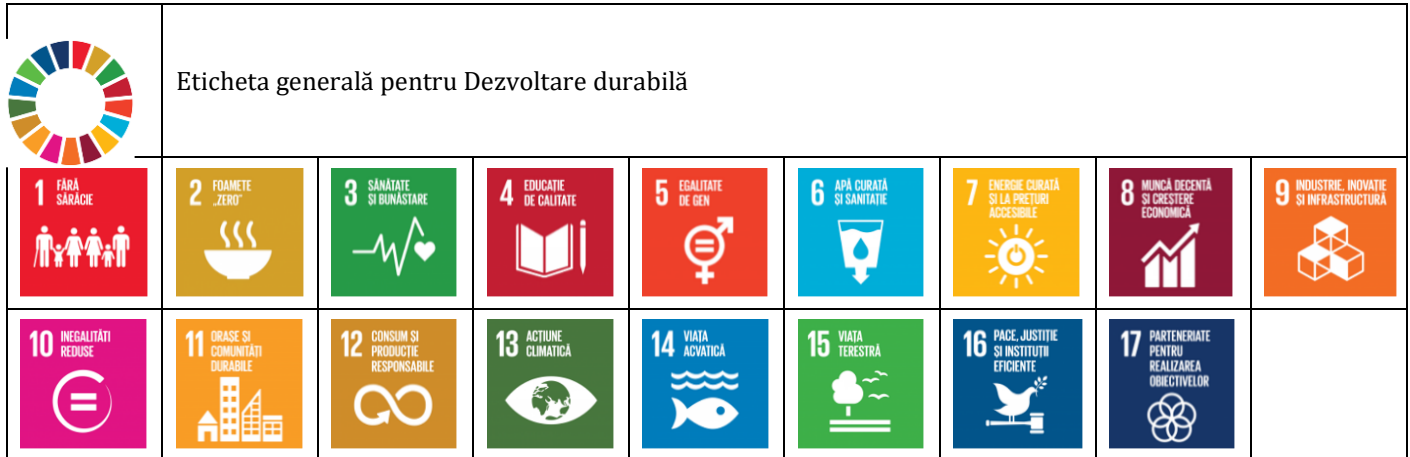 Eticheta generală pentru Dezvoltare durabilă
1 FĂRĂ
SĂRĂCIE
2 FOAMETE
„ZERO”
3 SĂNĂTATE
ȘI BUNĂSTARE
4 EDUCAȚIE
DE CALITATE
5 EGALITATE
DE GEN
6 APĂ CURATĂ
ȘI SANITAȚIE
7 ENERGIE CURATĂ
ȘI LA PREȚURI
ACCESIBILE
8 MUNCĂ DECENTĂ
ȘI CREȘTERE
ECONOMICĂ
9 INDUSTRIE, INOVAȚIE
ȘI INFRASTRUCTURĂ
10 INEGALITĂȚI
REDUSE
11 ORAȘE ȘI
COMUNITĂȚI
DURABILE
12 CONSUM ȘI
PRODUCȚIE
RESPONSABILE
13 ACȚIUNE
CLIMATICĂ
14 VIAȚA
ACVATICĂ
15 VIAȚA
TERESTRĂ
16 PACE, JUSTIȚIE
ȘI INSTITUȚII
EFICIENTE
17 PARTENERIATE
PENTRU
REALIZAREA
OBIECTIVELOR